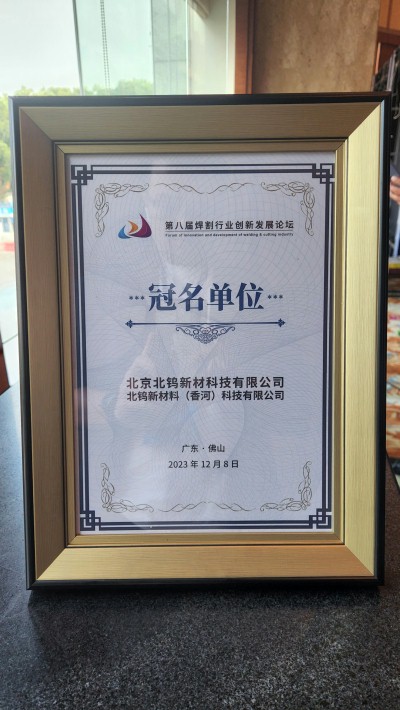 第八届焊割行业创新发展论坛
Forum of innovation and development of welding & cutting industry
冠名单位
北京北钨新材科技有限公司
北钨新材料（香河）科技有限公司
广东·佛山
2023年12月8日